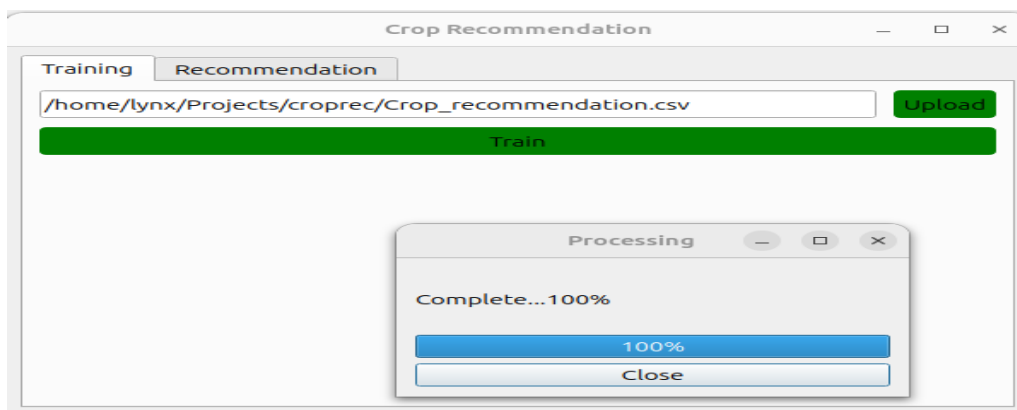 Crop Recommendation
Training Recommendation
/home/lynx/Projects/croprec/Crop_recommendation.csv Upload
Train
Processing
Complete...100%
100%
Close